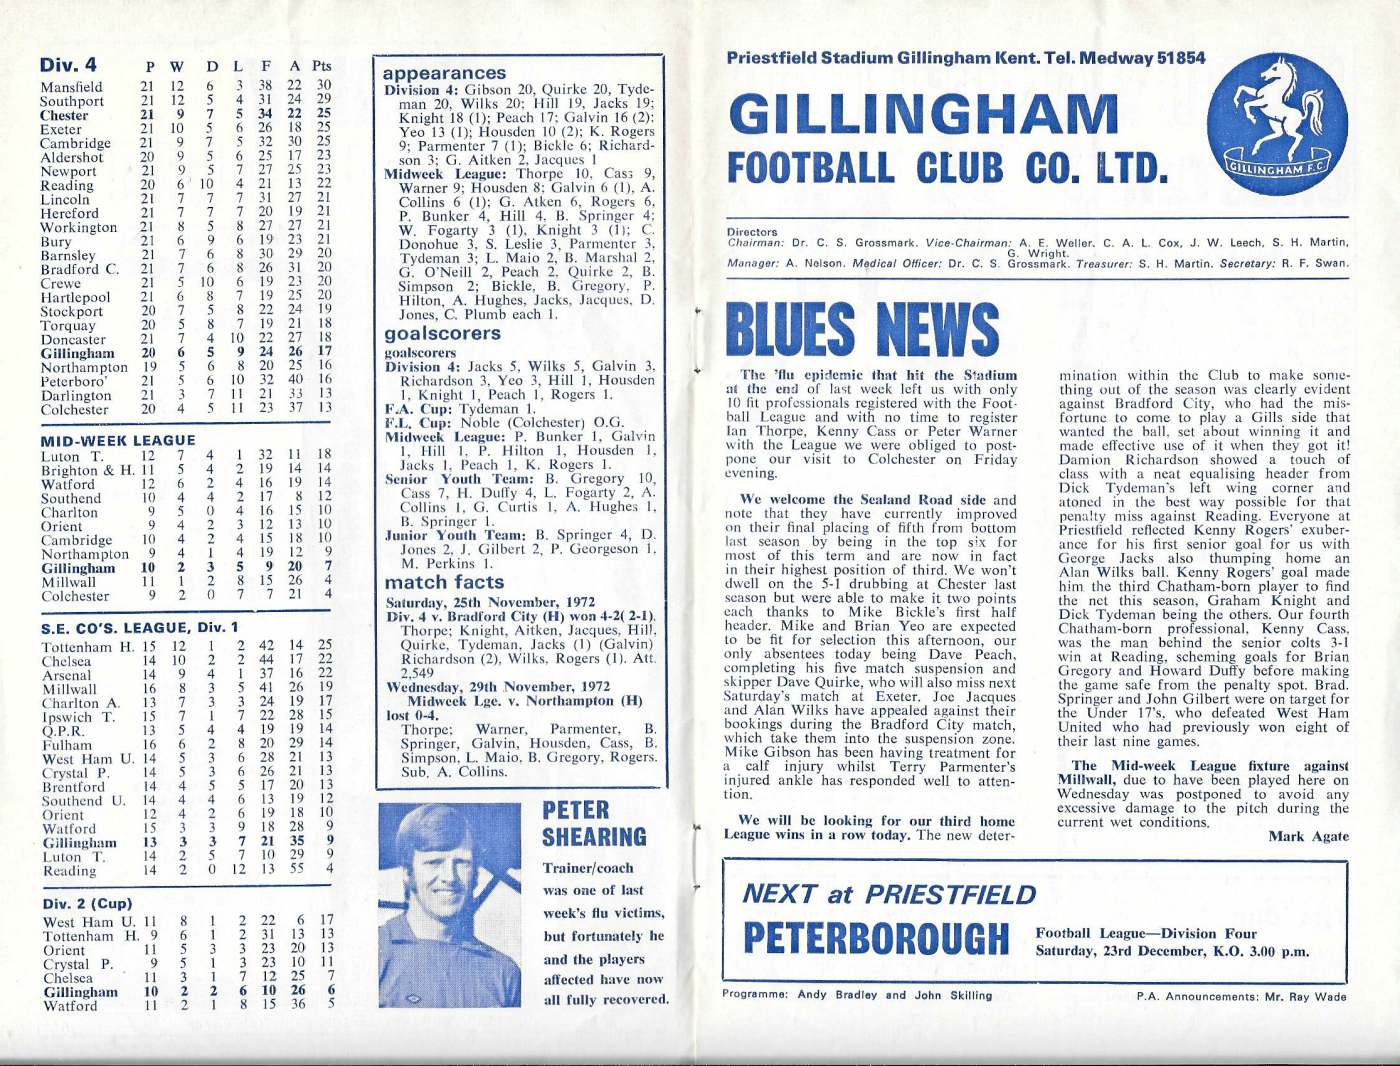 Div. 4 P W D L F A Pts
Mansfield 21 12 6 3 38 22 30
Southport 21 12 5 4 31 24 29
Chester 21 9 7 5 34 22 25
Exeter 21 10 5 6 26 18 25
Cambridge 21 9 7 5 32 30 25
Aldershot 20 9 5 6 25 17 23
Newport 21 9 5 7 27 25 23
Reading 20 6 10 4 21 13 22
Lincoln 21 7 7 7 31 27 21
Hereford 21 7 7 7 20 19 21
Workington 21 8 5 8 27 27 21
Bury 21 6 9 6 19 23 21
Barnsley 21 7 6 8 30 29 20
Bradford C. 21 7 6 8 26 31 20
Crewe 21 5 10 6 19 23 20
Hartlepool 21 6 8 7 19 25 20
Stockport 20 7 5 8 22 24 19
Torquay 20 5 8 7 19 21 18
Doncaster 21 7 4 10 22 27 18
Gillingham 20 6 5 9 24 26 17
Northampton 19 5 6 8 20 25 16
Peterboro' 21 5 6 10 32 40 16
Darlington 21 3 7 11 21 33 13
Colchester 20 4 5 11 23 37 13
MID-WEEK LEAGUE
Luton T. 12 7 4 1 32 11 18
Brighton & H. 11 5 4 2 19 14 14
Watford 12 6 2 4 16 19 14
Southend 10 4 4 2 17 8 12
Charlton 9 5 0 4 16 15 10
Orient 9 4 2 3 12 13 10
Cambridge 10 4 2 4 15 18 10
Northampton 9 4 1 4 19 12 9
Gillingham 10 2 3 5 9 20 7
Millwall 11 1 2 8 15 26 4
Colchester 9 2 0 7 7 21 4
S.E. CO'S. LEAGUE, Div. 1
Tottenham H. 15 12 1 2 42 14 25
Chelsea 14 10 2 2 44 17 22
Arsenal 14 9 4 1 37 16 22
Millwall 16 8 3 5 41 26 19
Charlton A. 13 7 3 3 24 19 17
Ipswich T. 15 7 1 7 22 28 15
Q.P.R. 13 5 4 4 19 19 14
Fulham 16 6 2 8 20 29 14
West Ham U. 14 5 3 6 28 21 13
Crystal P. 14 5 3 6 26 21 13
Brentford 14 4 5 5 17 20 13
Southend U. 14 4 4 6 13 19 12
Orient 12 4 2 6 19 18 10
Watford 15 3 3 9 18 28 9
Gillingham 13 3 3 7 21 35 9
Luton T. 14 2 5 7 10 29 9
Reading 14 2 0 12 13 55 4
Div. 2 (Cup)
West Ham U. 11 8 1 2 22 6 17
Tottenham H. 9 6 1 2 31 13 13
Orient 11 5 3 3 23 20 13
Crystal P. 9 5 1 3 23 10 11
Chelsea 11 3 1 7 12 25 7
Gillingham 10 2 2 6 10 26 6
Watford 11 2 1 8 15 36 5
appearances
Division 4: Gibson 20, Quirke 20, Tyde-
man 20, Wilks 20; Hill 19, Jacks 19;
Knight 18 (1); Peach 17; Galvin 16 (2);
Yeo 13 (1); Housden 10 (2); K. Rogers
9; Parmenter 7 (1); Bickle 6; Richard-
son 3; G. Aitken 2, Jacques 1
Midweek League: Thorpe 10, Cass 9,
Warner 9; Housden 8; Galvin 6 (1), A.
Collins 6 (1); G. Atken 6, Rogers 6,
P. Bunker 4, Hill 4, B. Springer 4;
W. Fogarty 3 (1), Knight 3 (1); C.
Donohue 3, S. Leslie 3, Parmenter 3,
Tydeman 3; L. Maio 2, B. Marshal 2,
G. O'Neill 2, Peach 2, Quirke 2, B.
Simpson 2; Bickle, B. Gregory, P.
Hilton, A. Hughes, Jacks, Jacques, D.
Jones, C. Plumb each 1.
goalscorers
goalscorers
Division 4: Jacks 5, Wilks 5, Galvin 3,
Richardson 3, Yeo 3, Hill 1, Housden
1, Knight 1, Peach 1, Rogers 1.
F.A. Cup: Tydeman 1.
F.L. Cup: Noble (Colchester) O.G.
Midweek League: P. Bunker 1, Galvin
1, Hill 1, P. Hilton 1, Housden 1,
Jacks 1, Peach 1, K. Rogers 1.
Senior Youth Team: B. Gregory 10,
Cass 7, H. Duffy 4, L. Fogarty 2, A.
Collins 1, G. Curtis 1, A. Hughes 1,
B. Springer 1.
Junior Youth Team: B. Springer 4, D.
Jones 2, J. Gilbert 2, P. Georgeson 1,
M. Perkins 1.
match facts
Saturday, 25th November, 1972
Div. 4 v. Bradford City (H) won 4-2( 2-1).
Thorpe; Knight, Aitken, Jacques, Hill,
Quirke, Tydeman, Jacks (1) (Galvin)
Richardson (2), Wilks, Rogers (1). Att.
2,549
Wednesday, 29th November, 1972
Midweek Lge. v. Northampton (H)
lost 0-4.
Thorpe; Warner, Parmenter, B.
Springer, Galvin, Housden, Cass, B.
Simpson, L. Maio, B. Gregory, Rogers.
Sub. A. Collins.
PETER
SHEARING
Trainer/coach
was one of last
week's flu victims,
but fortunately he
and the players
affected have now
all fully recovered.
Priestfield Stadium Gillingham Kent. Tel. Medway 51854
GILLINGHAM
FOOTBALL CLUB CO. LTD.
GILLINGHAM F.C.
Directors
Chairman: Dr. C. S. Grossmark. Vice-Chairman: A. E. Weller. C. A. L. Cox, J. W. Leech, S. H. Martin,
G. Wright.
Manager: A. Nelson. Medical Officer: Dr. C. S. Grossmark. Treasurer: S. H. Martin. Secretary: R. F. Swan.
BLUES NEWS
The 'flu epidemic that hit the Stadium
at the end of last week left us with only
10 fit professionals registered with the Foot-
ball League and with no time to register
Ian Thorpe, Kenny Cass or Peter Warner
with the League we were obliged to post-
pone our visit to Colchester on Friday
evening.
We welcome the Sealand Road side and
note that they have currently improved
on their final placing of fifth from bottom
last season by being in the top six for
most of this term and are now in fact
in their highest position of third. We won't
dwell on the 5-1 drubbing at Chester last
season but were able to make it two points
each thanks to Mike Bickle's first half
header. Mike and Brian Yeo are expected
to be fit for selection this afternoon, our
only absentees today being Dave Peach,
completing his five match suspension and
skipper Dave Quirke, who will also miss next
Saturday's match at Exeter. Joe Jacques
and Alan Wilks have appealed against their
bookings during the Bradford City match,
which take them into the suspension zone.
Mike Gibson has been having treatment for
a calf injury whilst Terry Parmenter's
injured ankle has responded well to atten-
tion.
We will be looking for our third home
League wins in a row today. The new deter-
mination within the Club to make some-
thing out of the season was clearly evident
against Bradford City, who had the mis-
fortune to come to play a Gills side that
wanted the ball, set about winning it and
made effective use of it when they got it!
Damion Richardson showed a touch of
class with a neat equalising header from
Dick Tydeman's left wing corner and
atoned in the best way possible for that
penalty miss against Reading. Everyone at
Priestfield reflected Kenny Rogers' exuber-
ance for his first senior goal for us with
George Jacks also thumping home an
Alan Wilks ball. Kenny Rogers' goal made
him the third Chatham-born player to find
the net this season, Graham Knight and
Dick Tydeman being the others. Our fourth
Chatham-born professional, Kenny Cass,
was the man behind the senior colts 3-1
win at Reading, scheming goals for Brian
Gregory and Howard Duffy before making
the game safe from the penalty spot. Brad.
Springer and John Gilbert were on target for
the Under 17's, who defeated West Ham
United who had previously won eight of
their last nine games.
The Mid-week League fixture against
Millwall, due to have been played here on
Wednesday was postponed to avoid any
excessive damage to the pitch during the
current wet conditions.
Mark Agate
NEXT at PRIESTFIELD
PETERBOROUGH
Football League—Division Four
Saturday, 23rd December, K.O. 3.00 p.m.
Programme: Andy Bradley and John Skilling
P.A. Announcements: Mr. Ray Wade